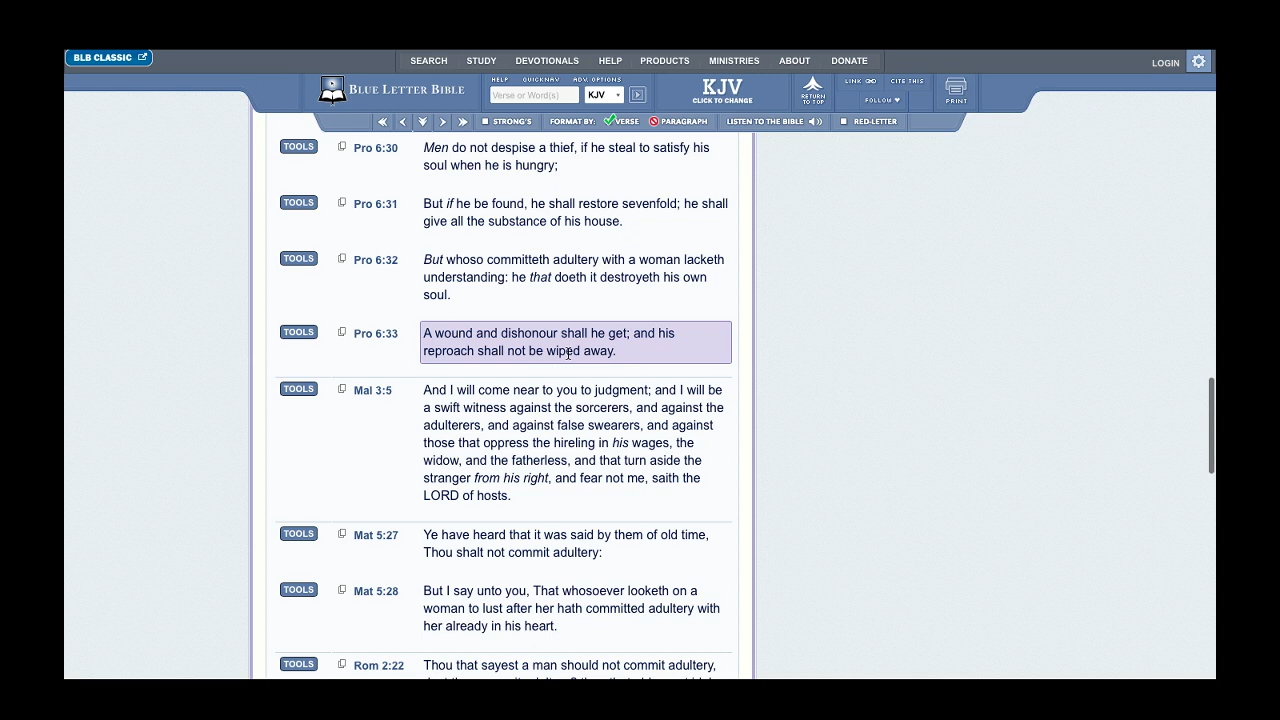 BLB CLASSIC
SEARCH STUDY DEVOTIONALS HELP PRODUCTS MINISTRIES ABOUT DONATE
LOGIN
HELP QUICKNAV ADV. OPTIONS
BLUE LETTER BIBLE
Verse or Word(s) KJV
KJV
CLICK TO CHANGE
RETURN
TO TOP
LINK CITE THIS
FOLLOW
PRINT
STRONG'S FORMAT BY: VERSE PARAGRAPH LISTEN TO THE BIBLE RED-LETTER
TOOLS Pro 6:30 Men do not despise a thief, if he steal to satisfy his
soul when he is hungry;
TOOLS Pro 6:31 But if he be found, he shall restore sevenfold; he shall
give all the substance of his house.
TOOLS Pro 6:32 But whoso committeth adultery with a woman lacketh
understanding: he that doeth it destroyeth his own
soul.
TOOLS Pro 6:33 A wound and dishonour shall he get; and his
reproach shall not be wiped away.
TOOLS Mal 3:5 And I will come near to you to judgment; and I will be
a swift witness against the sorcerers, and against the
adulterers, and against false swearers, and against
those that oppress the hireling in his wages, the
widow, and the fatherless, and that turn aside the
stranger from his right, and fear not me, saith the
LORD of hosts.
TOOLS Mat 5:27 Ye have heard that it was said by them of old time,
Thou shalt not commit adultery:
TOOLS Mat 5:28 But I say unto you, That whosoever looketh on a
woman to lust after her hath committed adultery with
her already in his heart.
TOOLS Rom 2:22 Thou that sayest a man should not commit adultery,